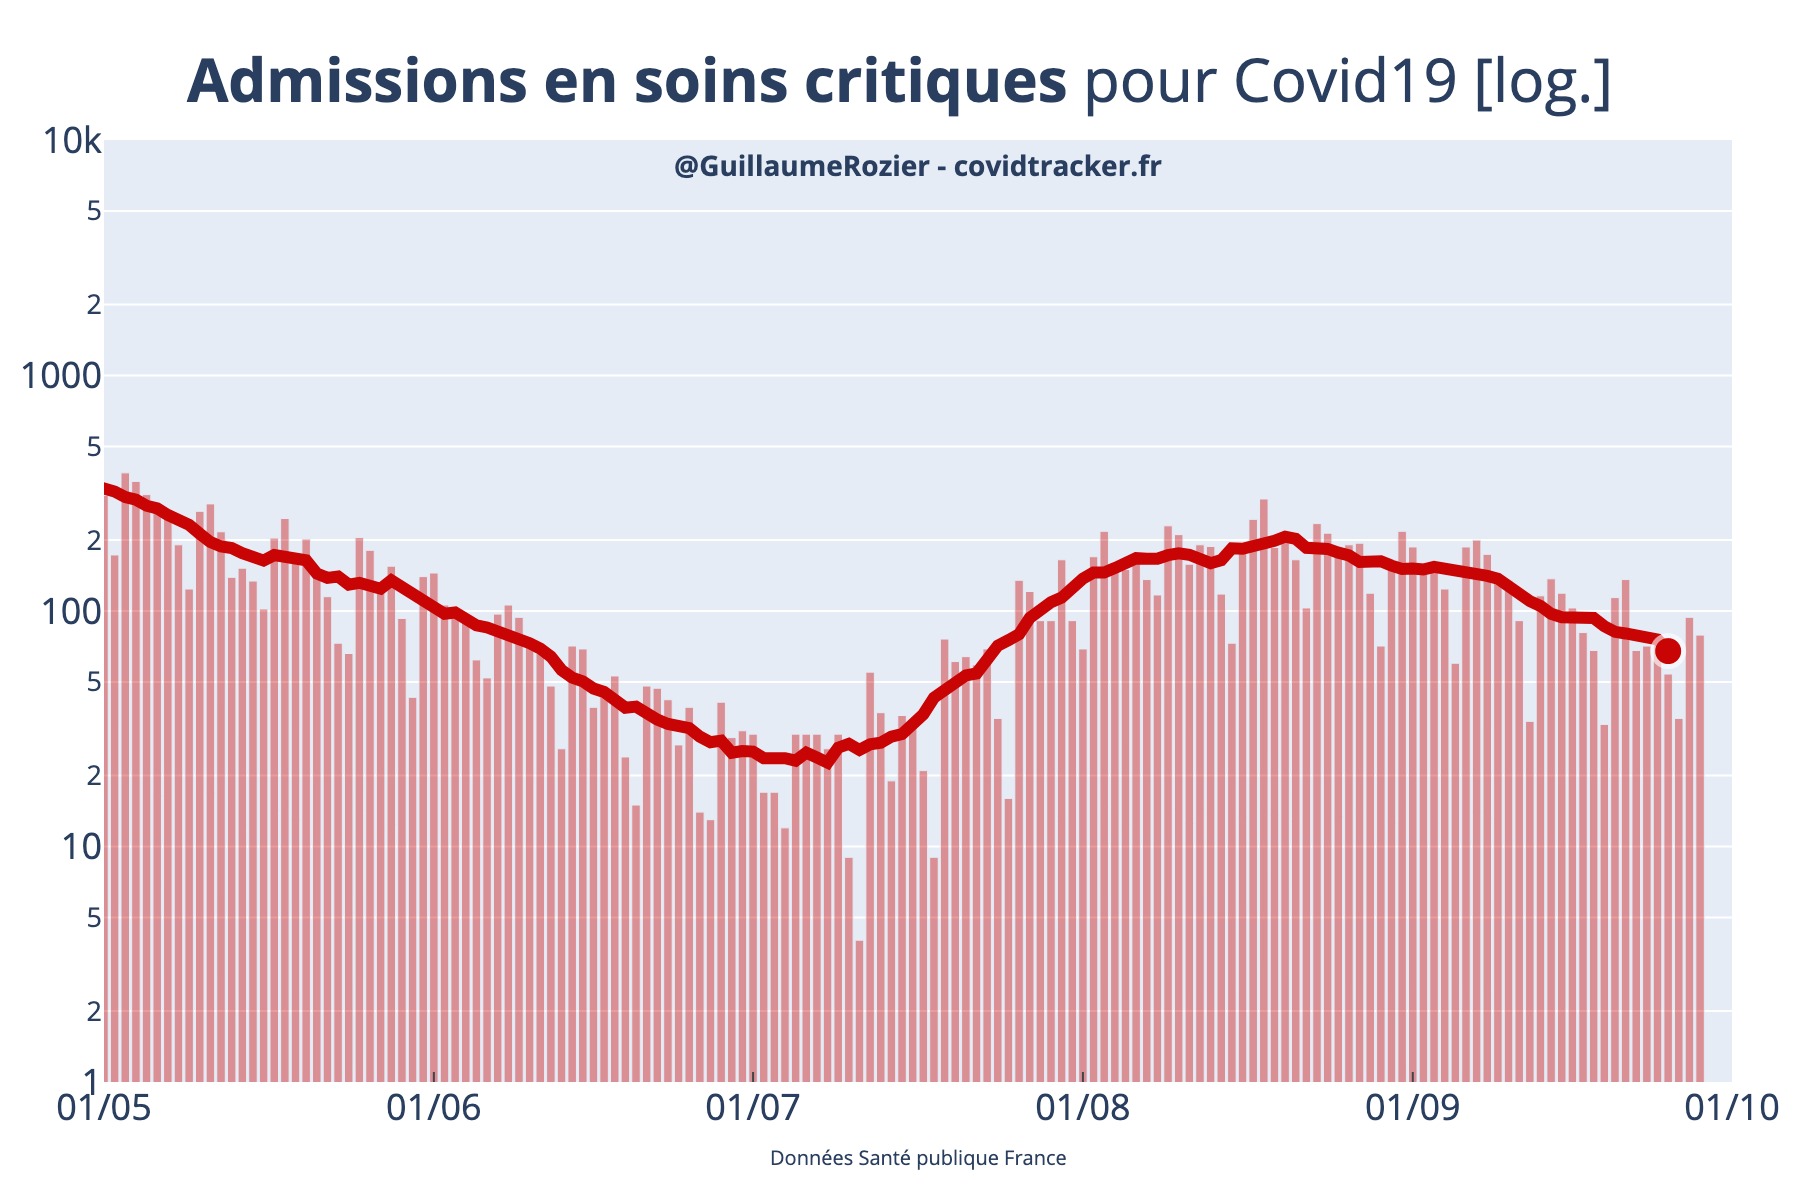 Admissions en soins critiques pour Covid19 [log.]
@GuillaumeRozier - covidtracker.fr
10k
5
2
1000
5
2
100
5
2
10
5
2
1
01/05 01/06 01/07 01/08 01/09 01/10
Données Santé publique France